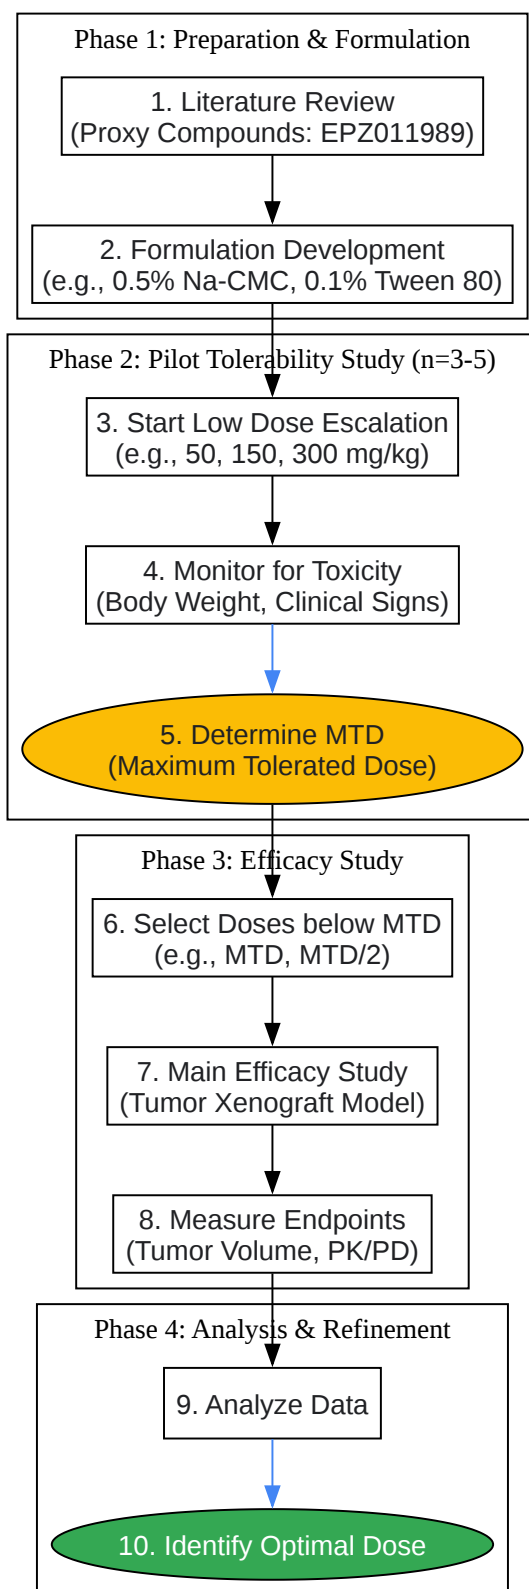 Phase 1: Preparation & Formulation
1. Literature Review
(Proxy Compounds: EPZ011989)
2. Formulation Development
(e.g., 0.5% Na-CMC, 0.1% Tween 80)
Phase 2: Pilot Tolerability Study (n=3-5)
3. Start Low Dose Escalation
(e.g., 50, 150, 300 mg/kg)
4. Monitor for Toxicity
(Body Weight, Clinical Signs)
5. Determine MTD
(Maximum Tolerated Dose)
Phase 3: Efficacy Study
6. Select Doses below MTD
(e.g., MTD, MTD/2)
7. Main Efficacy Study
(Tumor Xenograft Model)
8. Measure Endpoints
(Tumor Volume, PK/PD)
Phase 4: Analysis & Refinement
9. Analyze Data
10. Identify Optimal Dose